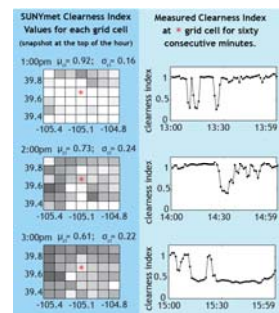 SUNYmet Clearness Index
Values for each grid cell
(snapshot at the top of the hour)
1:00pm μ = 0.92; σ = 0.16
39.8
39.6
39.4
-105.4 -105.1 -104.8
2:00pm μ = 0.73; σ = 0.24
39.8
39.6
39.4
-105.4 -105.1 -104.8
3:00pm μ = 0.61; σ = 0.22
39.8
39.6
39.4
-105.4 -105.1 -104.8
Measured Clearness Index
at * grid cell for sixty
consecutive minutes.
clearness index
1
0.5
0
13:00 13:30 13:59
clearness index
1
0.5
0
14:00 14:30 14:59
clearness index
1
0.5
0
15:00 15:30 15:59